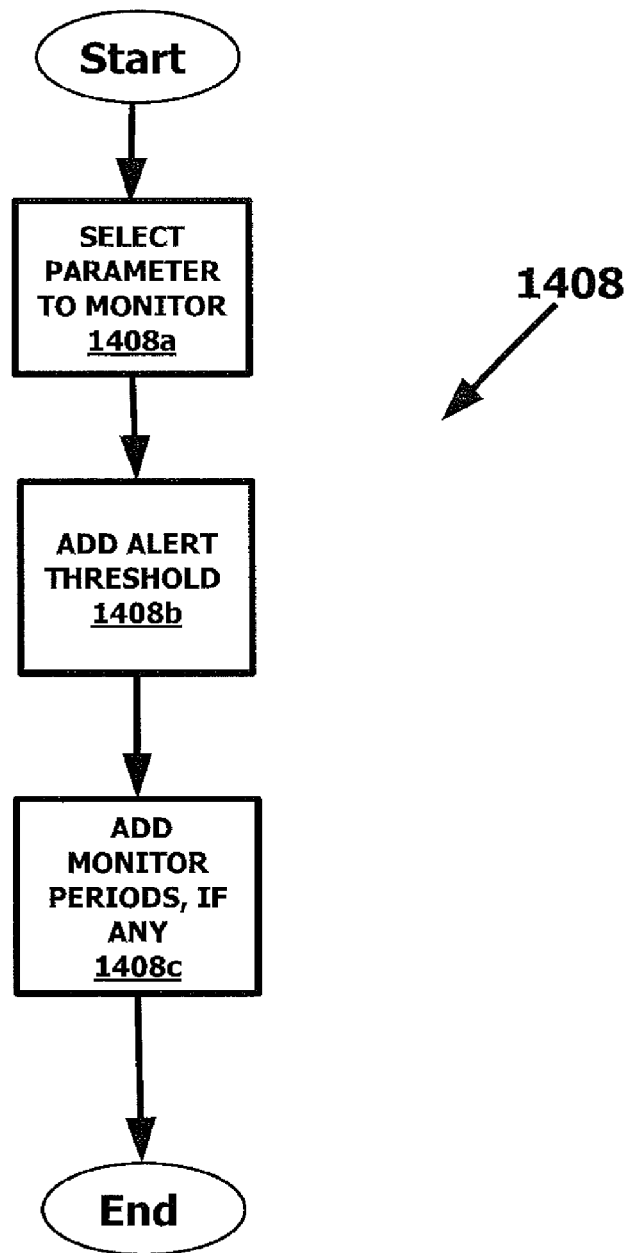 Start
SELECT
PARAMETER
TO MONITOR
1408a
1408
ADD ALERT
THRESHOLD
1408b
ADD
MONITOR
PERIODS, IF
ANY
1408c
End